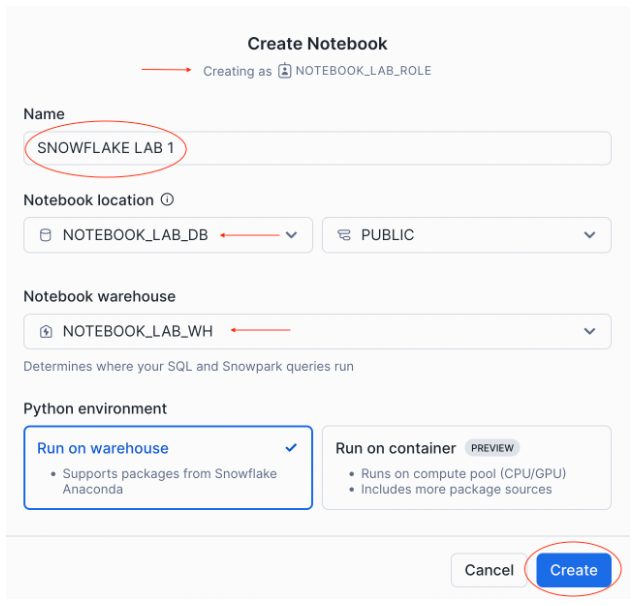 Create Notebook
Creating as NOTEBOOK_LAB_ROLE
Name
SNOWFLAKE LAB 1
Notebook location
NOTEBOOK_LAB_DB
PUBLIC
Notebook warehouse
NOTEBOOK_LAB_WH
Determines where your SQL and Snowpark queries run
Python environment
Run on warehouse
• Supports packages from Snowflake
Anaconda
Run on container PREVIEW
• Runs on compute pool (CPU/GPU)
• Includes more package sources
Cancel
Create